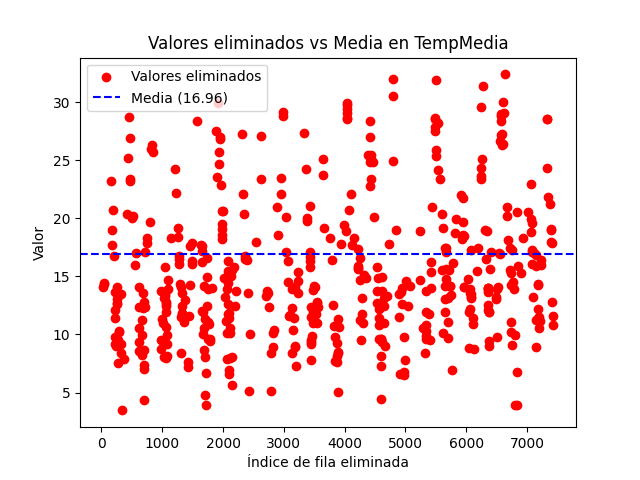 Valores eliminados vs Media en TempMedia
Valores eliminados
Media (16.96)
Valor
30
25
20
15
10
5
0
1000
2000
3000
4000
5000
6000
7000
Índice de fila eliminada